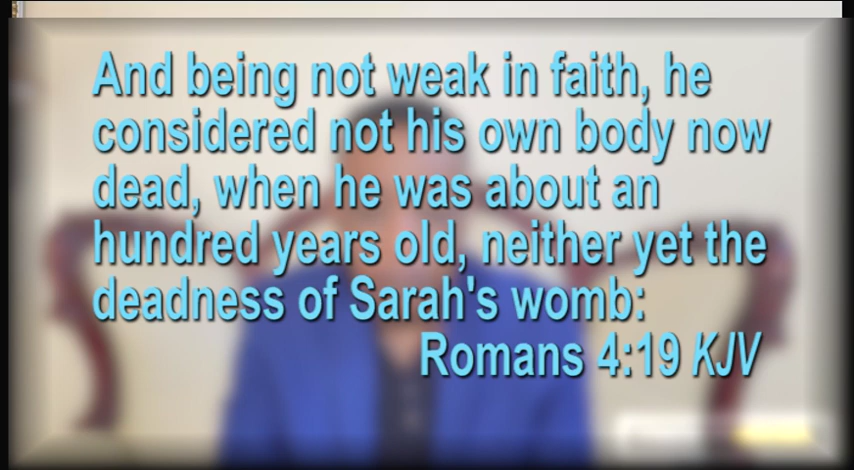 And being not weak in faith, he
considered not his own body now
dead, when he was about an
hundred years old, neither yet the
deadness of Sarah's womb:
Romans 4:19 KJV